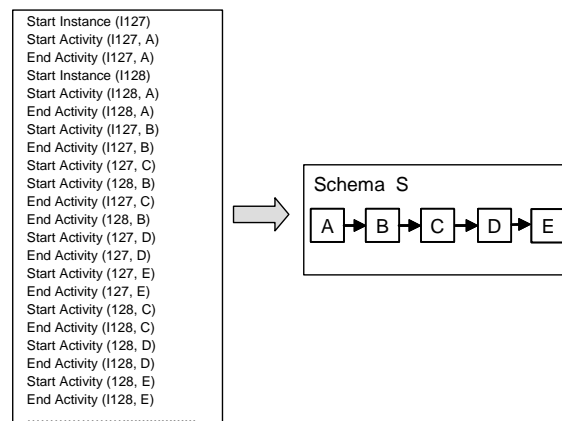 Start Instance (I127)
Start Activity (I127, A)
End Activity (I127, A)
Start Instance (I128)
Start Activity (I128, A)
End Activity (I128, A)
Start Activity (I127, B)
End Activity (I127, B)
Start Activity (127, C)
Start Activity (128, B)
End Activity (I127, C)
End Activity (128, B)
Start Activity (127, D)
End Activity (127, D)
Start Activity (127, E)
End Activity (127, E)
Start Activity (128, C)
End Activity (I128, C)
Start Activity (128, D)
End Activity (I128, D)
Start Activity (128, E)
End Activity (I128, E)
Schema S
A B C D E